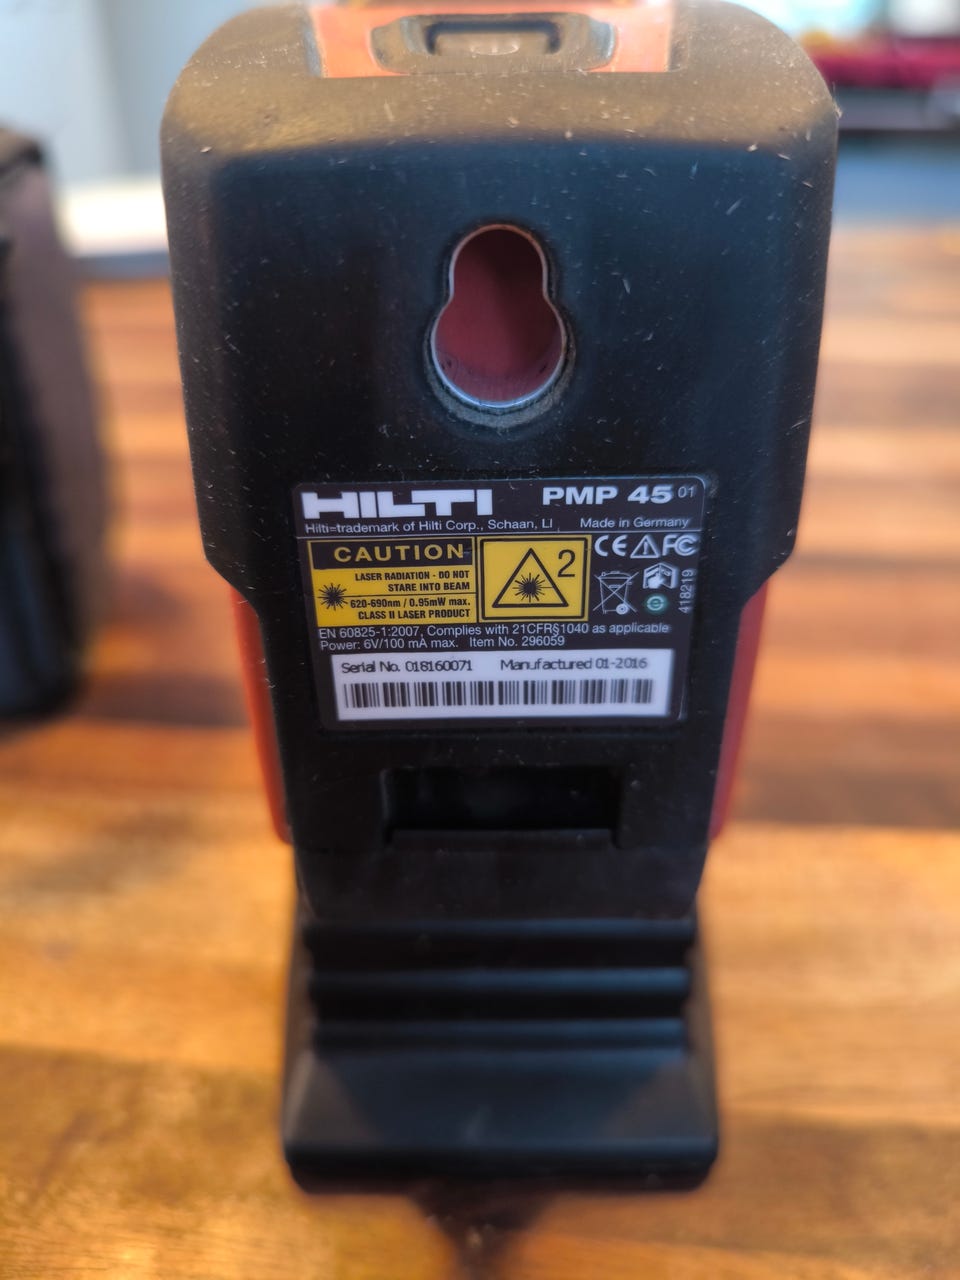 HILTI PMP 45 01
Hilti=trademark of Hilti Corp., Schaan, LI Made in Germany
CAUTION
LASER RADIATION - DO NOT
STARE INTO BEAM
620-690nm / 0.95mW max.
CLASS II LASER PRODUCT
2
CE FC
418219
EN 60825-1:2007, Complies with 21CFR§1040 as applicable
Power: 6V/100 mA max. Item No. 296059
Serial No. 018160071 Manufactured 01-2016